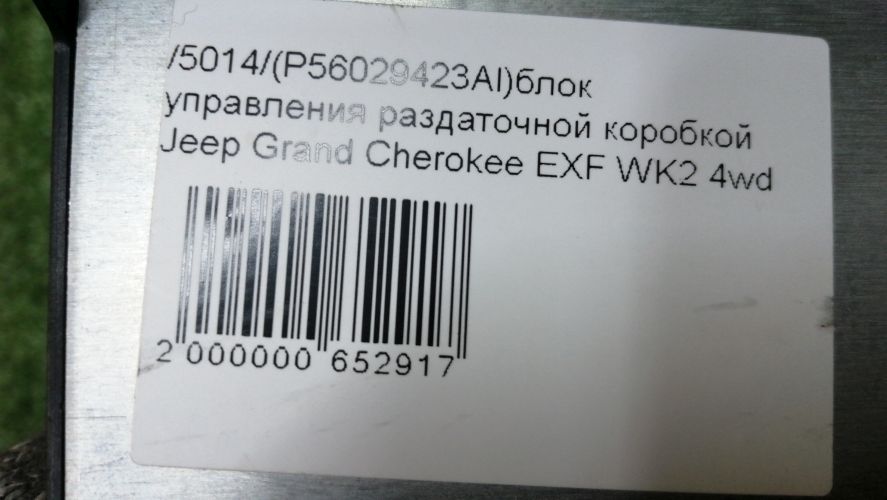 /5014/(P56029423AI)блок
управления раздаточной коробкой
Jeep Grand Cherokee EXF WK2 4wd
2 000000 652917